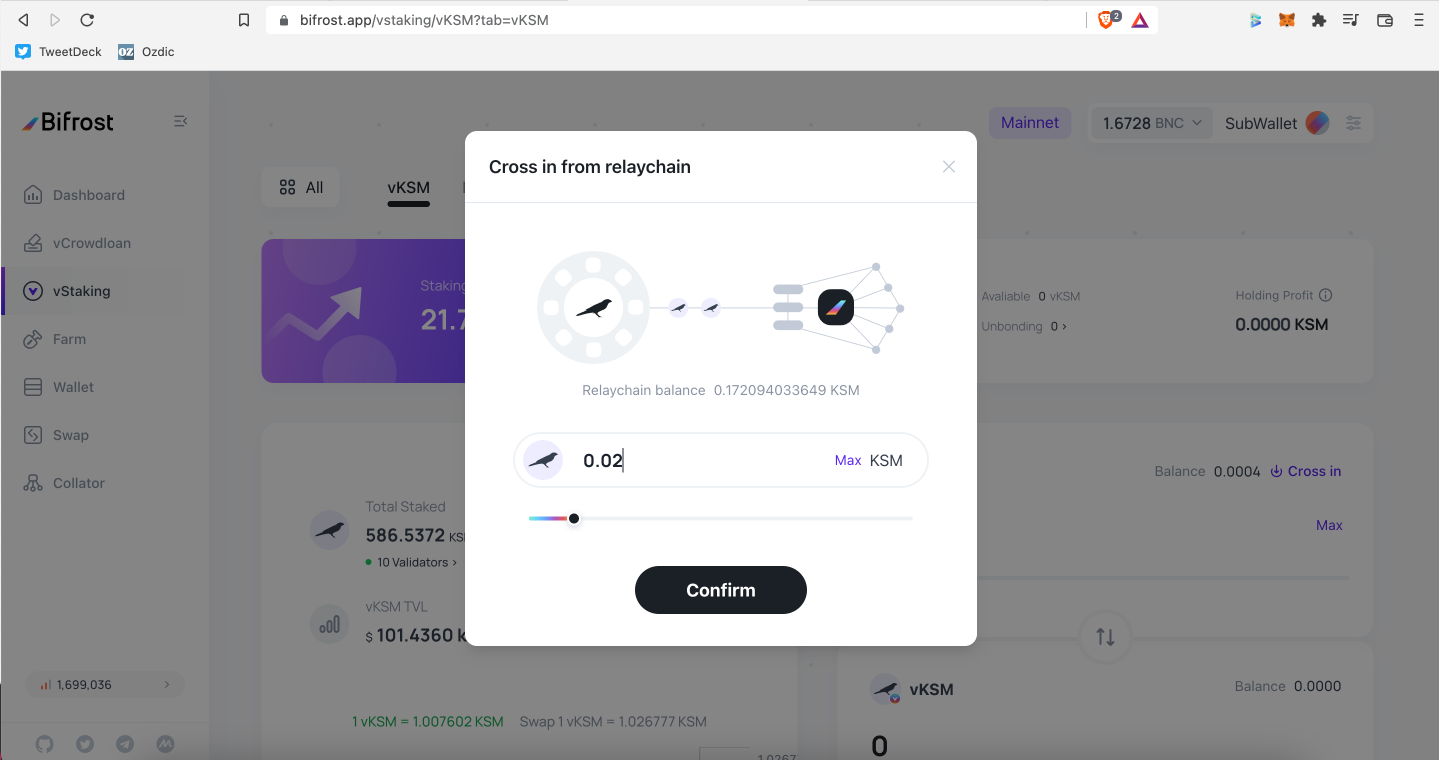 bifrost.app/vstaking/vKSM?tab=vKSM
2
TweetDeck
OZ Ozdic
Bifrost
Mainnet
1.6728 BNC
SubWallet
Dashboard
vCrowdloan
vStaking
Farm
Wallet
Swap
Collator
1,699,036
All
vKSM
Staking
21.7
Cross in from relaychain
Relaychain balance 0.172094033649 KSM
0.02
Max KSM
Confirm
Avaliable 0 vKSM
Unbonding 0 >
Holding Profit
0.0000 KSM
Total Staked
586.5372 KSM
10 Validators >
vKSM TVL
$ 101.4360 k
1 vKSM = 1.007602 KSM
Swap 1 vKSM = 1.026777 KSM
Balance 0.0004 Cross in
Max
vKSM
Balance 0.0000
0